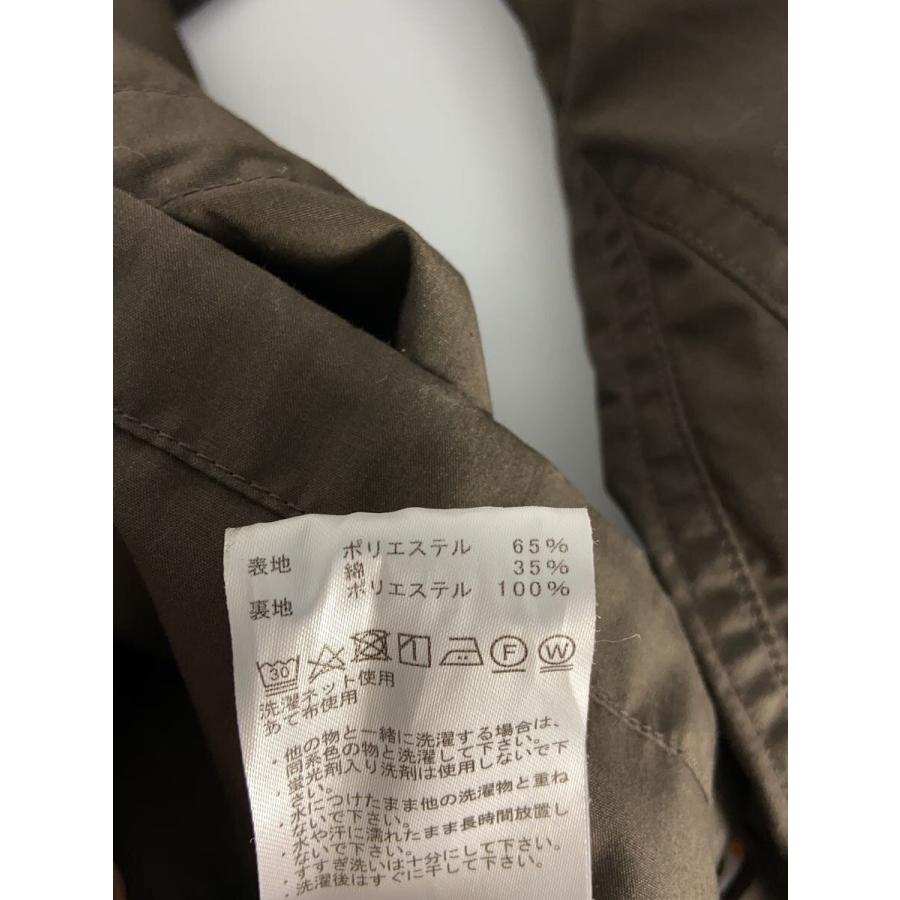 表地 ポリエステル 65%
綿 35%
裏地 ポリエステル 100%
30 F W
洗濯ネット使用
あて布使用
・他の物と一緒に洗濯する場合は、
同系色の物と洗濯して下さい。
・蛍光剤入り洗剤は使用しないで下
さい。
・水につけたまま他の洗濯物と重ね
ないで下さい。
・水や汗に濡れたまま長時間放置し
ないで下さい。
・すすぎ洗いは十分にして下さい。
・洗濯後はすぐに干して下さい。